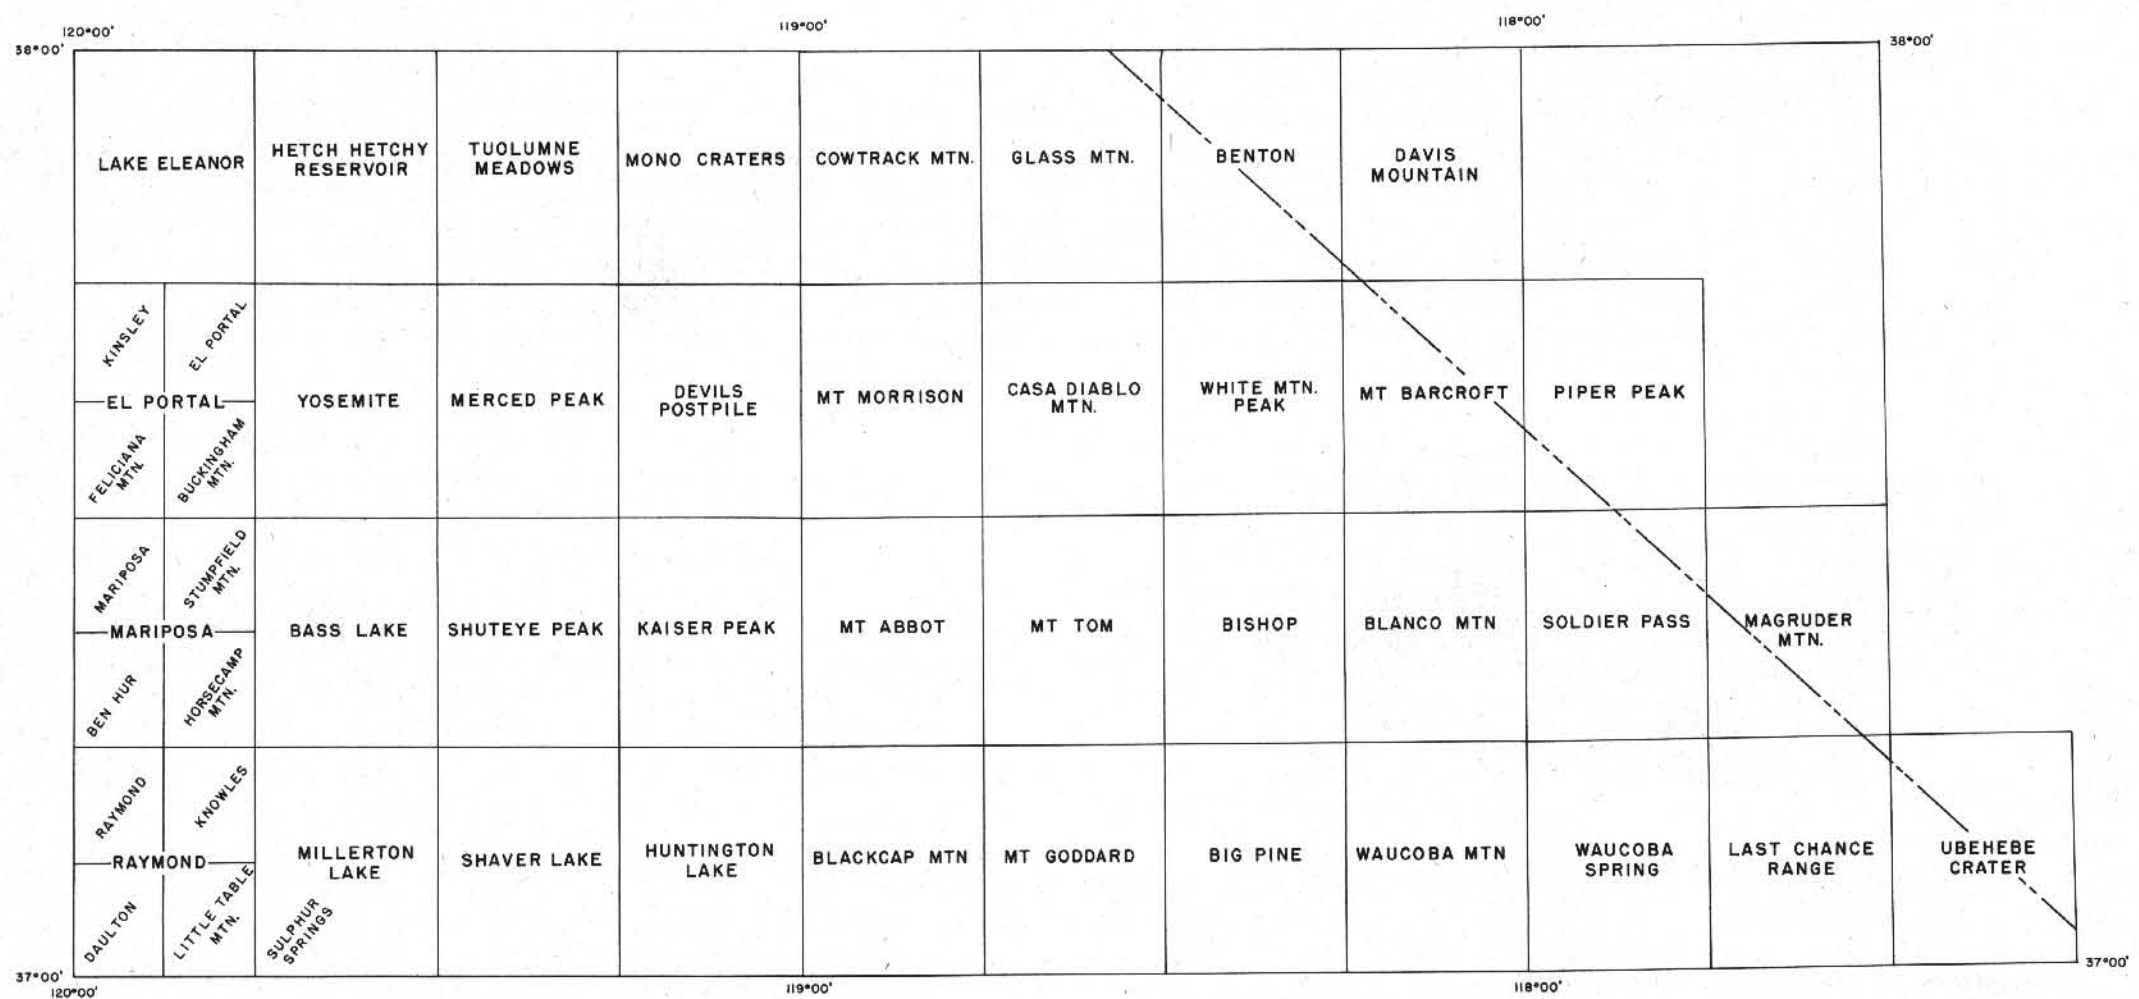 120°00'
119°00'
118°00'
38°00'
38°00'
LAKE ELEANOR
HETCH HETCHY
RESERVOIR
TUOLUMNE
MEADOWS
MONO CRATERS
COWTRACK MTN.
GLASS MTN.
BENTON
DAVIS
MOUNTAIN
KINSLEY
EL PORTAL
EL PORTAL
FELICIANA
MTN.
BUCKINGHAM
MTN.
YOSEMITE
MERCED PEAK
DEVILS
POSTPILE
MT MORRISON
CASA DIABLO
MTN.
WHITE MTN.
PEAK
MT BARCROFT
PIPER PEAK
MARIPOSA
STUMPFIELD
MTN.
MARIPOSA
BEN HUR
HORSECAMP
MTN.
BASS LAKE
SHUTEYE PEAK
KAISER PEAK
MT ABBOT
MT TOM
BISHOP
BLANCO MTN
SOLDIER PASS
MAGRUDER
MTN.
RAYMOND
KNOWLES
RAYMOND
DAULTON
LITTLE TABLE
MTN.
MILLERTON
LAKE
SULPHUR
SPRINGS
SHAVER LAKE
HUNTINGTON
LAKE
BLACKCAP MTN
MT GODDARD
BIG PINE
WAUCOBA MTN
WAUCOBA
SPRING
LAST CHANCE
RANGE
UBEHEBE
CRATER
37°00'
37°00'
120°00'
119°00'
118°00'